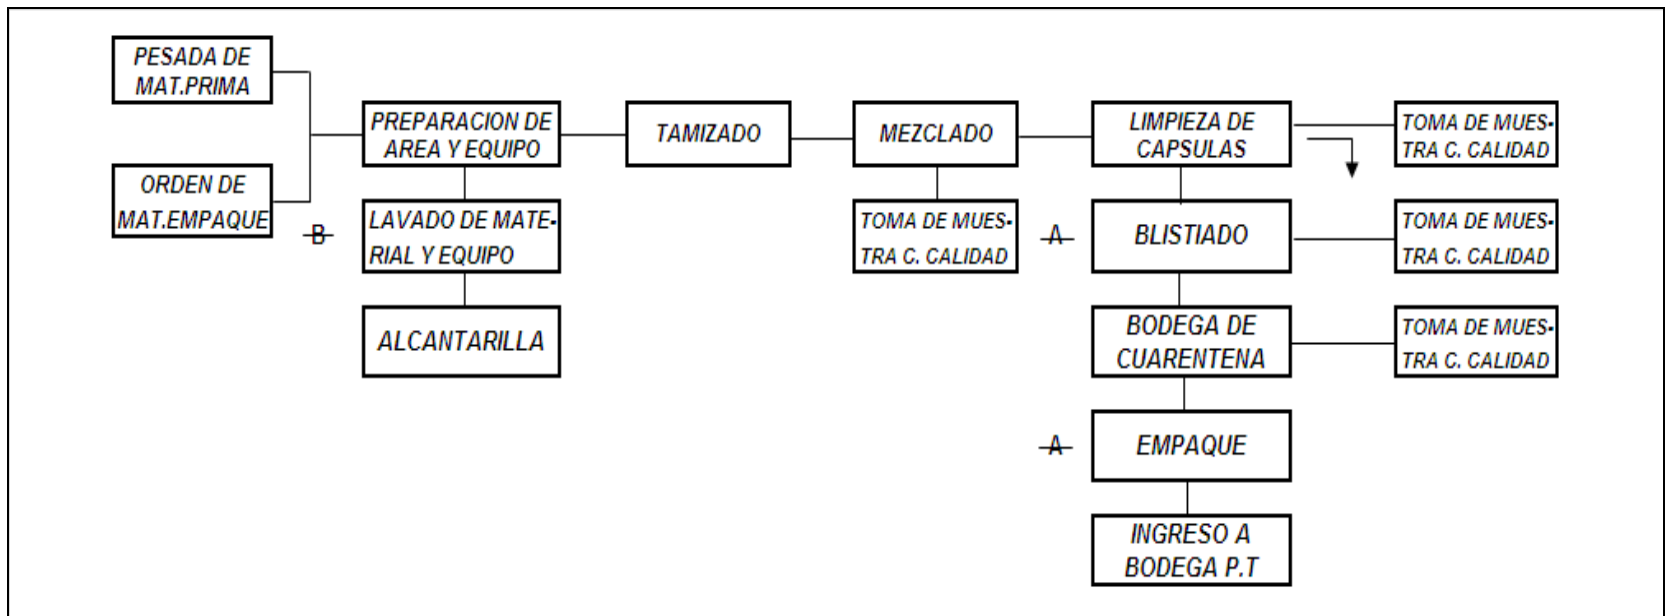 PESADA DE
MAT.PRIMA
ORDEN DE
MAT.EMPAQUE
PREPARACION DE
AREA Y EQUIPO
B
LAVADO DE MATE-
RIAL Y EQUIPO
ALCANTARILLA
TAMIZADO
MEZCLADO
TOMA DE MUES-
TRA C. CALIDAD
LIMPIEZA DE
CAPSULAS
TOMA DE MUES-
TRA C. CALIDAD
A
BLISTIADO
TOMA DE MUES-
TRA C. CALIDAD
BODEGA DE
CUARENTENA
TOMA DE MUES-
TRA C. CALIDAD
A
EMPAQUE
INGRESO A
BODEGA P.T